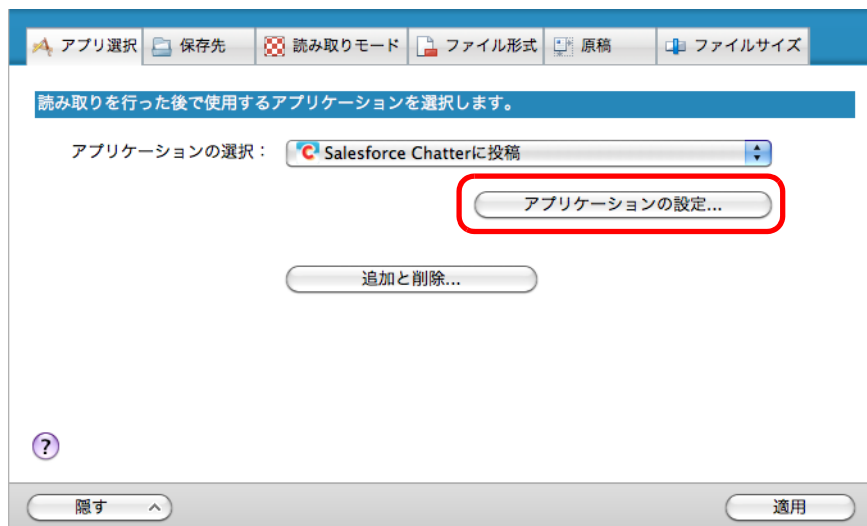 アプリ選択 保存先 読み取りモード ファイル形式 原稿 ファイルサイズ
読み取りを行った後で使用するアプリケーションを選択します。
アプリケーションの選択： Salesforce Chatterに投稿
アプリケーションの設定...
追加と削除...
?
隠す 適用